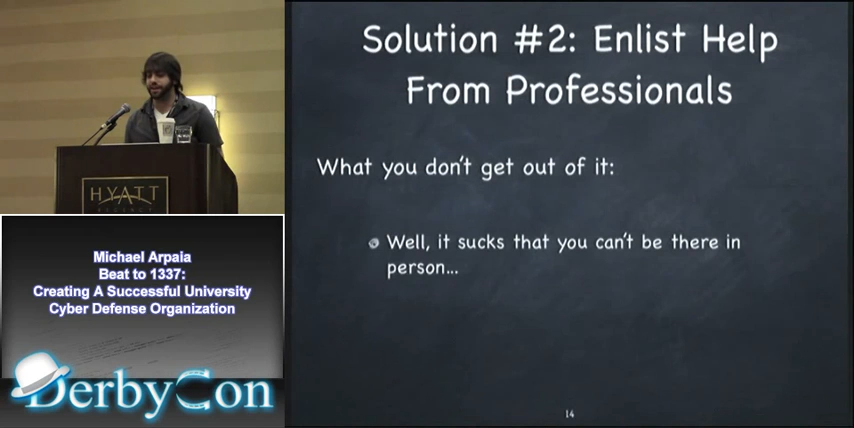 Solution #2: Enlist Help
From Professionals
What you don't get out of it:
Well, it sucks that you can't be there in
person...
14
HYATT
Michael Arpaia
Beat to 1337:
Creating A Successful University
Cyber Defense Organization
DerbyCon